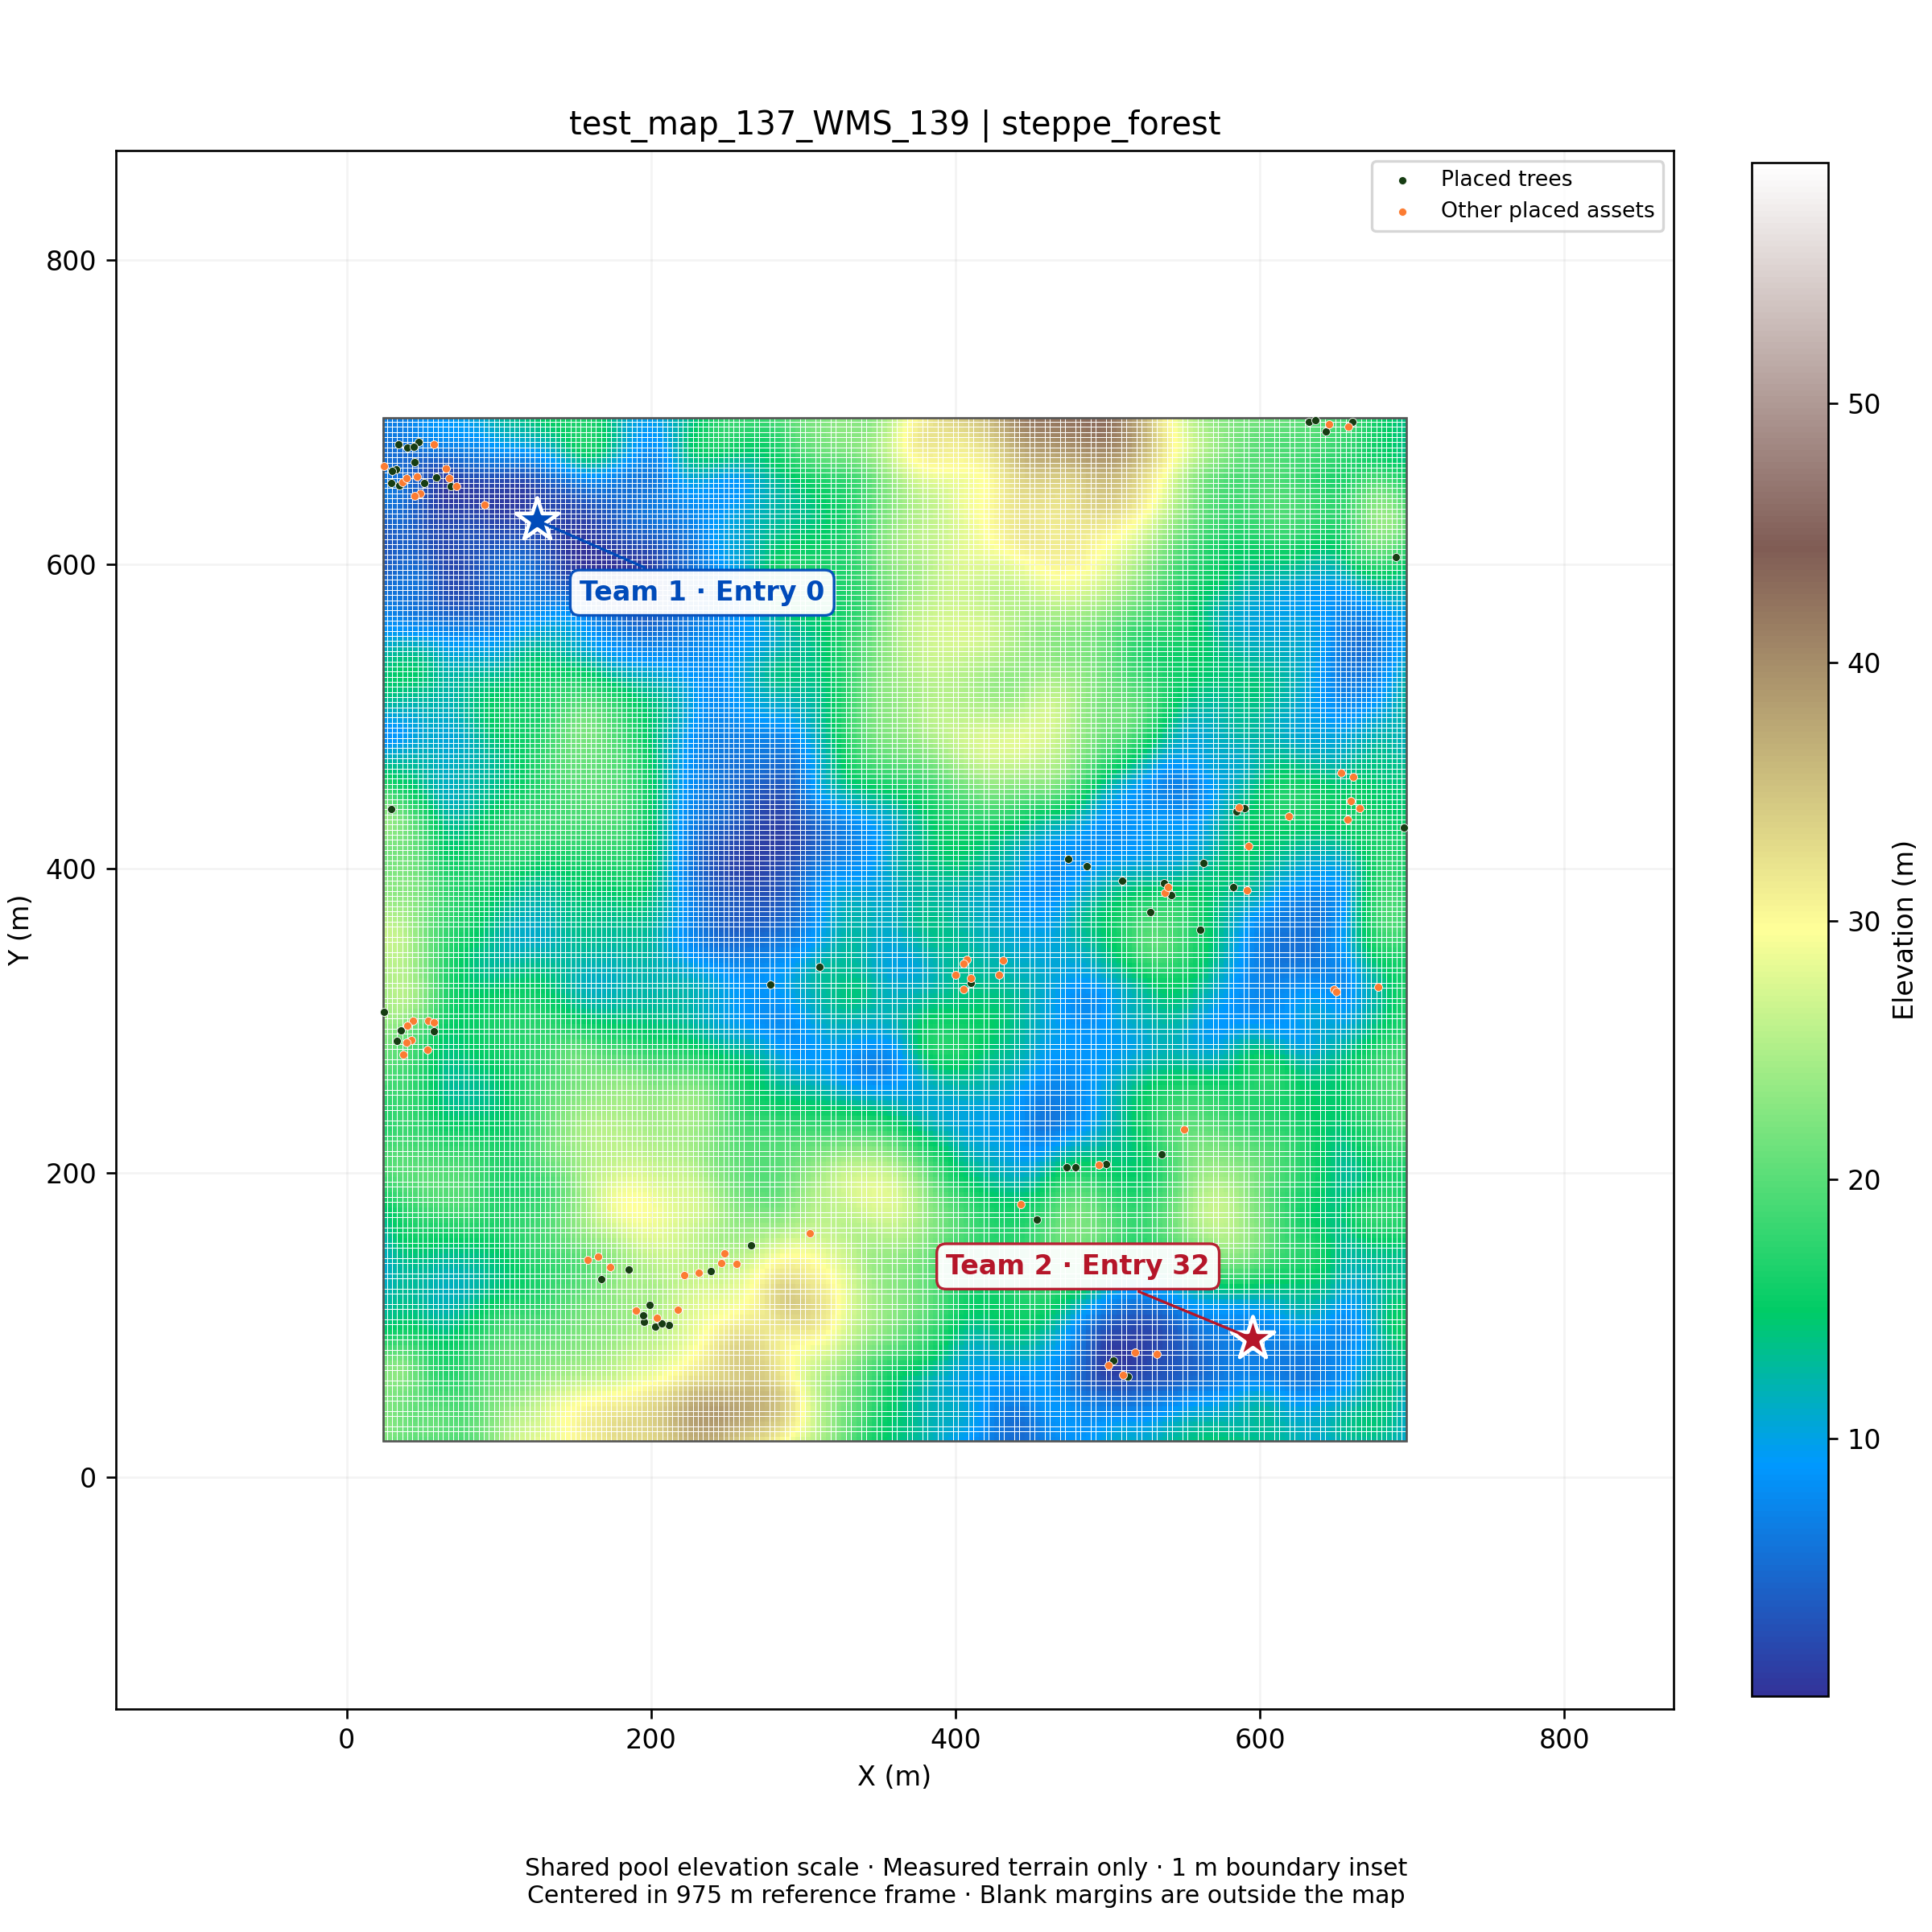 test_map_137_WMS_139 | steppe_forest
Placed trees
Other placed assets
Team 1 · Entry 0
Team 2 · Entry 32
800
600
400
200
0
Y (m)
0
200
400
600
800
X (m)
50
40
30
20
10
Elevation (m)
Shared pool elevation scale · Measured terrain only · 1 m boundary inset
Centered in 975 m reference frame · Blank margins are outside the map